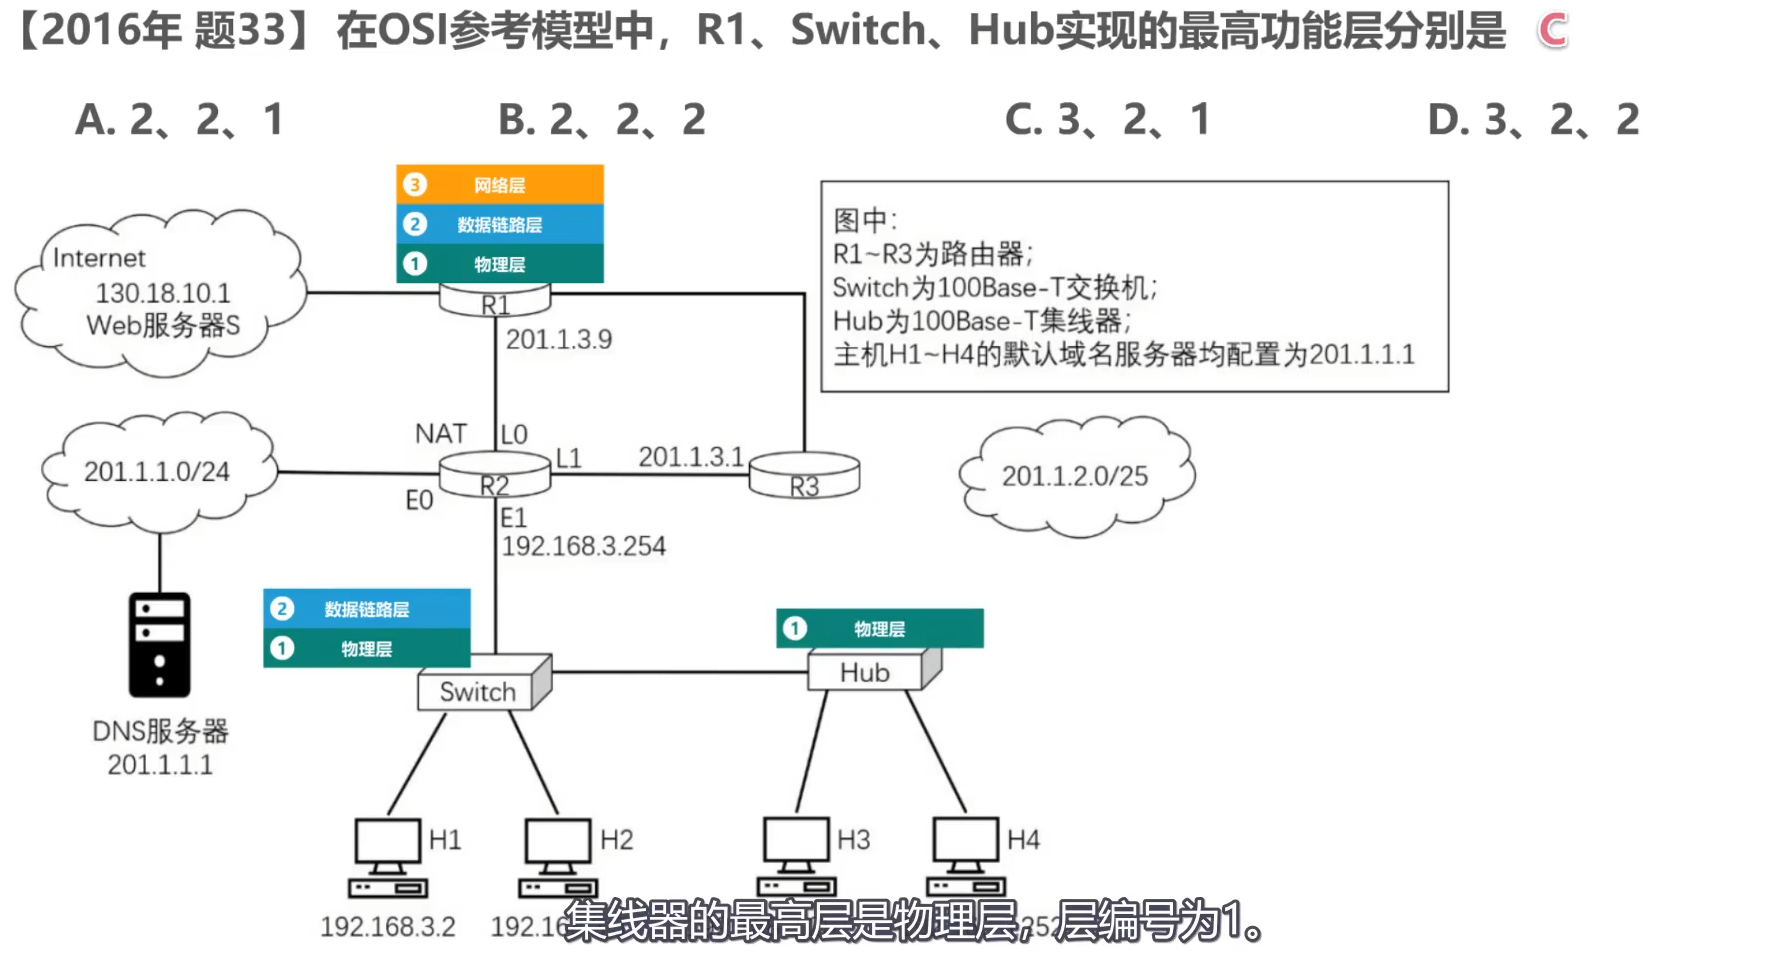 【2016年 题33】 在OSI参考模型中，R1、Switch、Hub实现的最高功能层分别是 C
A. 2、2、1 B. 2、2、2 C. 3、2、1 D. 3、2、2
3 网络层
2 数据链路层
1 物理层
R1
201.1.3.9
Internet
130.18.10.1
Web服务器S
图中：
R1~R3为路由器；
Switch为100Base-T交换机；
Hub为100Base-T集线器；
主机H1~H4的默认域名服务器均配置为201.1.1.1
NAT L0
201.1.1.0/24
R2
L1
201.1.3.1
R3
201.1.2.0/25
E0
E1
192.168.3.254
2 数据链路层
1 物理层
Switch
1 物理层
Hub
DNS服务器
201.1.1.1
H1
H2
H3
H4
192.168.3.2
集线器的最高层是物理层，层编号为1。